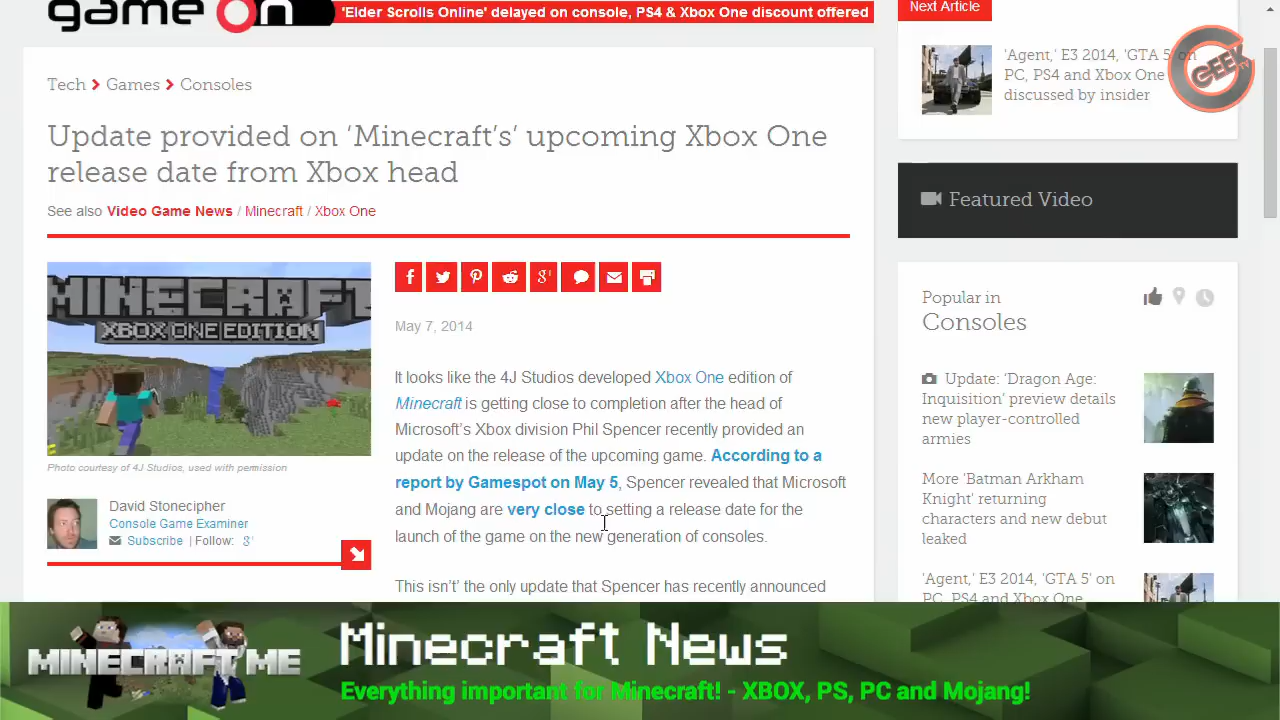 game on
'Elder Scrolls Online' delayed on console, PS4 & Xbox One discount offered
Next Article
'Agent,' E3 2014, 'GTA 5' on
PC, PS4 and Xbox One
discussed by insider
GEEK TV
Tech > Games > Consoles
Update provided on ‘Minecraft’s’ upcoming Xbox One
release date from Xbox head
See also Video Game News / Minecraft / Xbox One
Featured Video
MINECRAFT
XBOX ONE EDITION
Photo courtesy of 4J Studios, used with permission
David Stonecipher
Console Game Examiner
Subscribe | Follow: g+
May 7, 2014
It looks like the 4J Studios developed Xbox One edition of
Minecraft is getting close to completion after the head of
Microsoft’s Xbox division Phil Spencer recently provided an
update on the release of the upcoming game. According to a
report by Gamespot on May 5, Spencer revealed that Microsoft
and Mojang are very close to setting a release date for the
launch of the game on the new generation of consoles.
This isn’t’ the only update that Spencer has recently announced
Popular in
Consoles
Update: 'Dragon Age:
Inquisition' preview details
new player-controlled
armies
More 'Batman Arkham
Knight' returning
characters and new debut
leaked
'Agent,' E3 2014, 'GTA 5' on
PC, PS4 and Xbox One
MINECRAFT ME
Minecraft News
Everything important for Minecraft! - XBOX, PS, PC and Mojang!